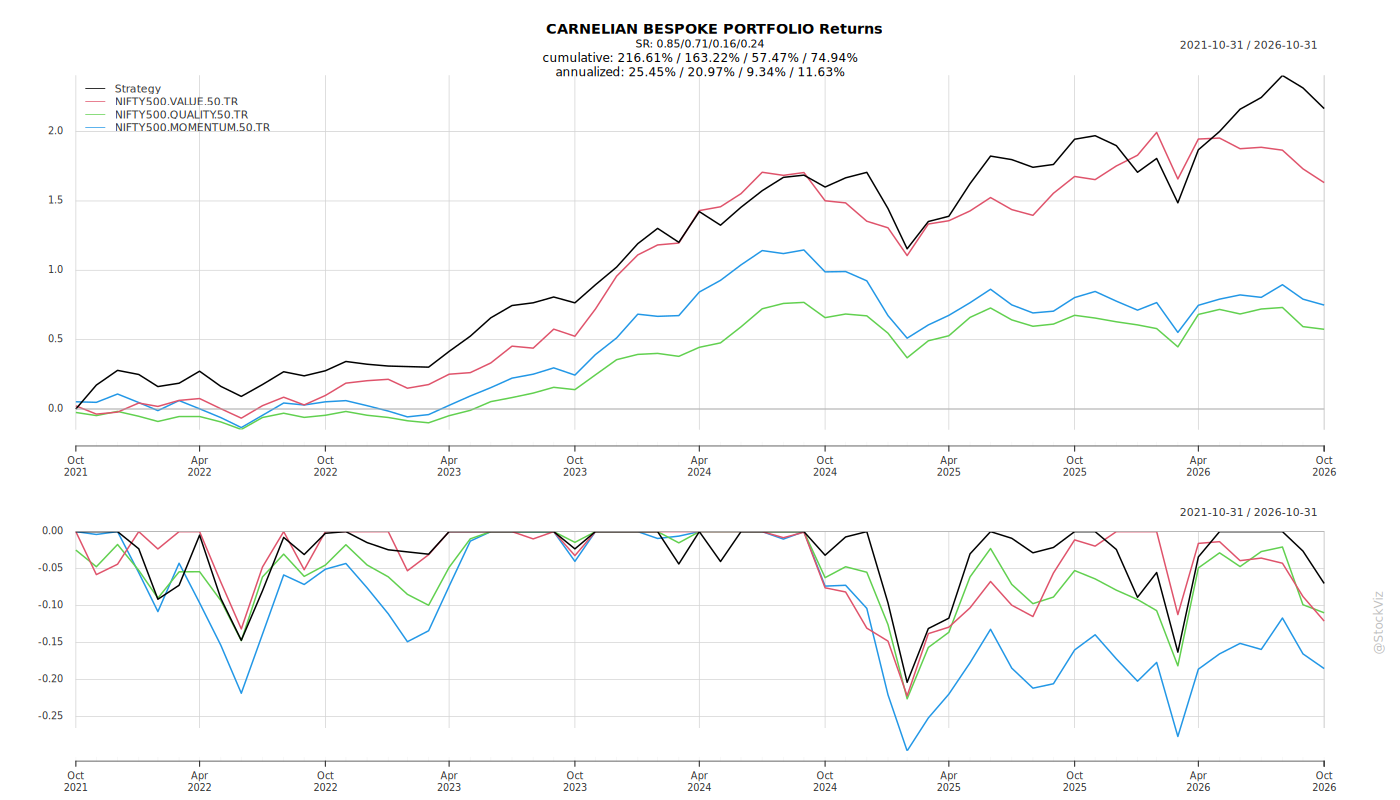 CARNELIAN BESPOKE PORTFOLIO Returns
SR: 0.85/0.71/0.16/0.24
cumulative: 216.61% / 163.22% / 57.47% / 74.94%
annualized: 25.45% / 20.97% / 9.34% / 11.63%
2021-10-31 / 2026-10-31
Strategy
NIFTY500.VALUE.50.TR
NIFTY500.QUALITY.50.TR
NIFTY500.MOMENTUM.50.TR
2.0
1.5
1.0
0.5
0.0
Oct Apr Oct Apr Oct Apr Oct Apr Oct Apr Oct
2021 2022 2022 2023 2023 2024 2024 2025 2025 2026 2026
2021-10-31 / 2026-10-31
0.00
-0.05
-0.10
-0.15
-0.20
-0.25
Oct Apr Oct Apr Oct Apr Oct Apr Oct Apr Oct
2021 2022 2022 2023 2023 2024 2024 2025 2025 2026 2026
@StockViz